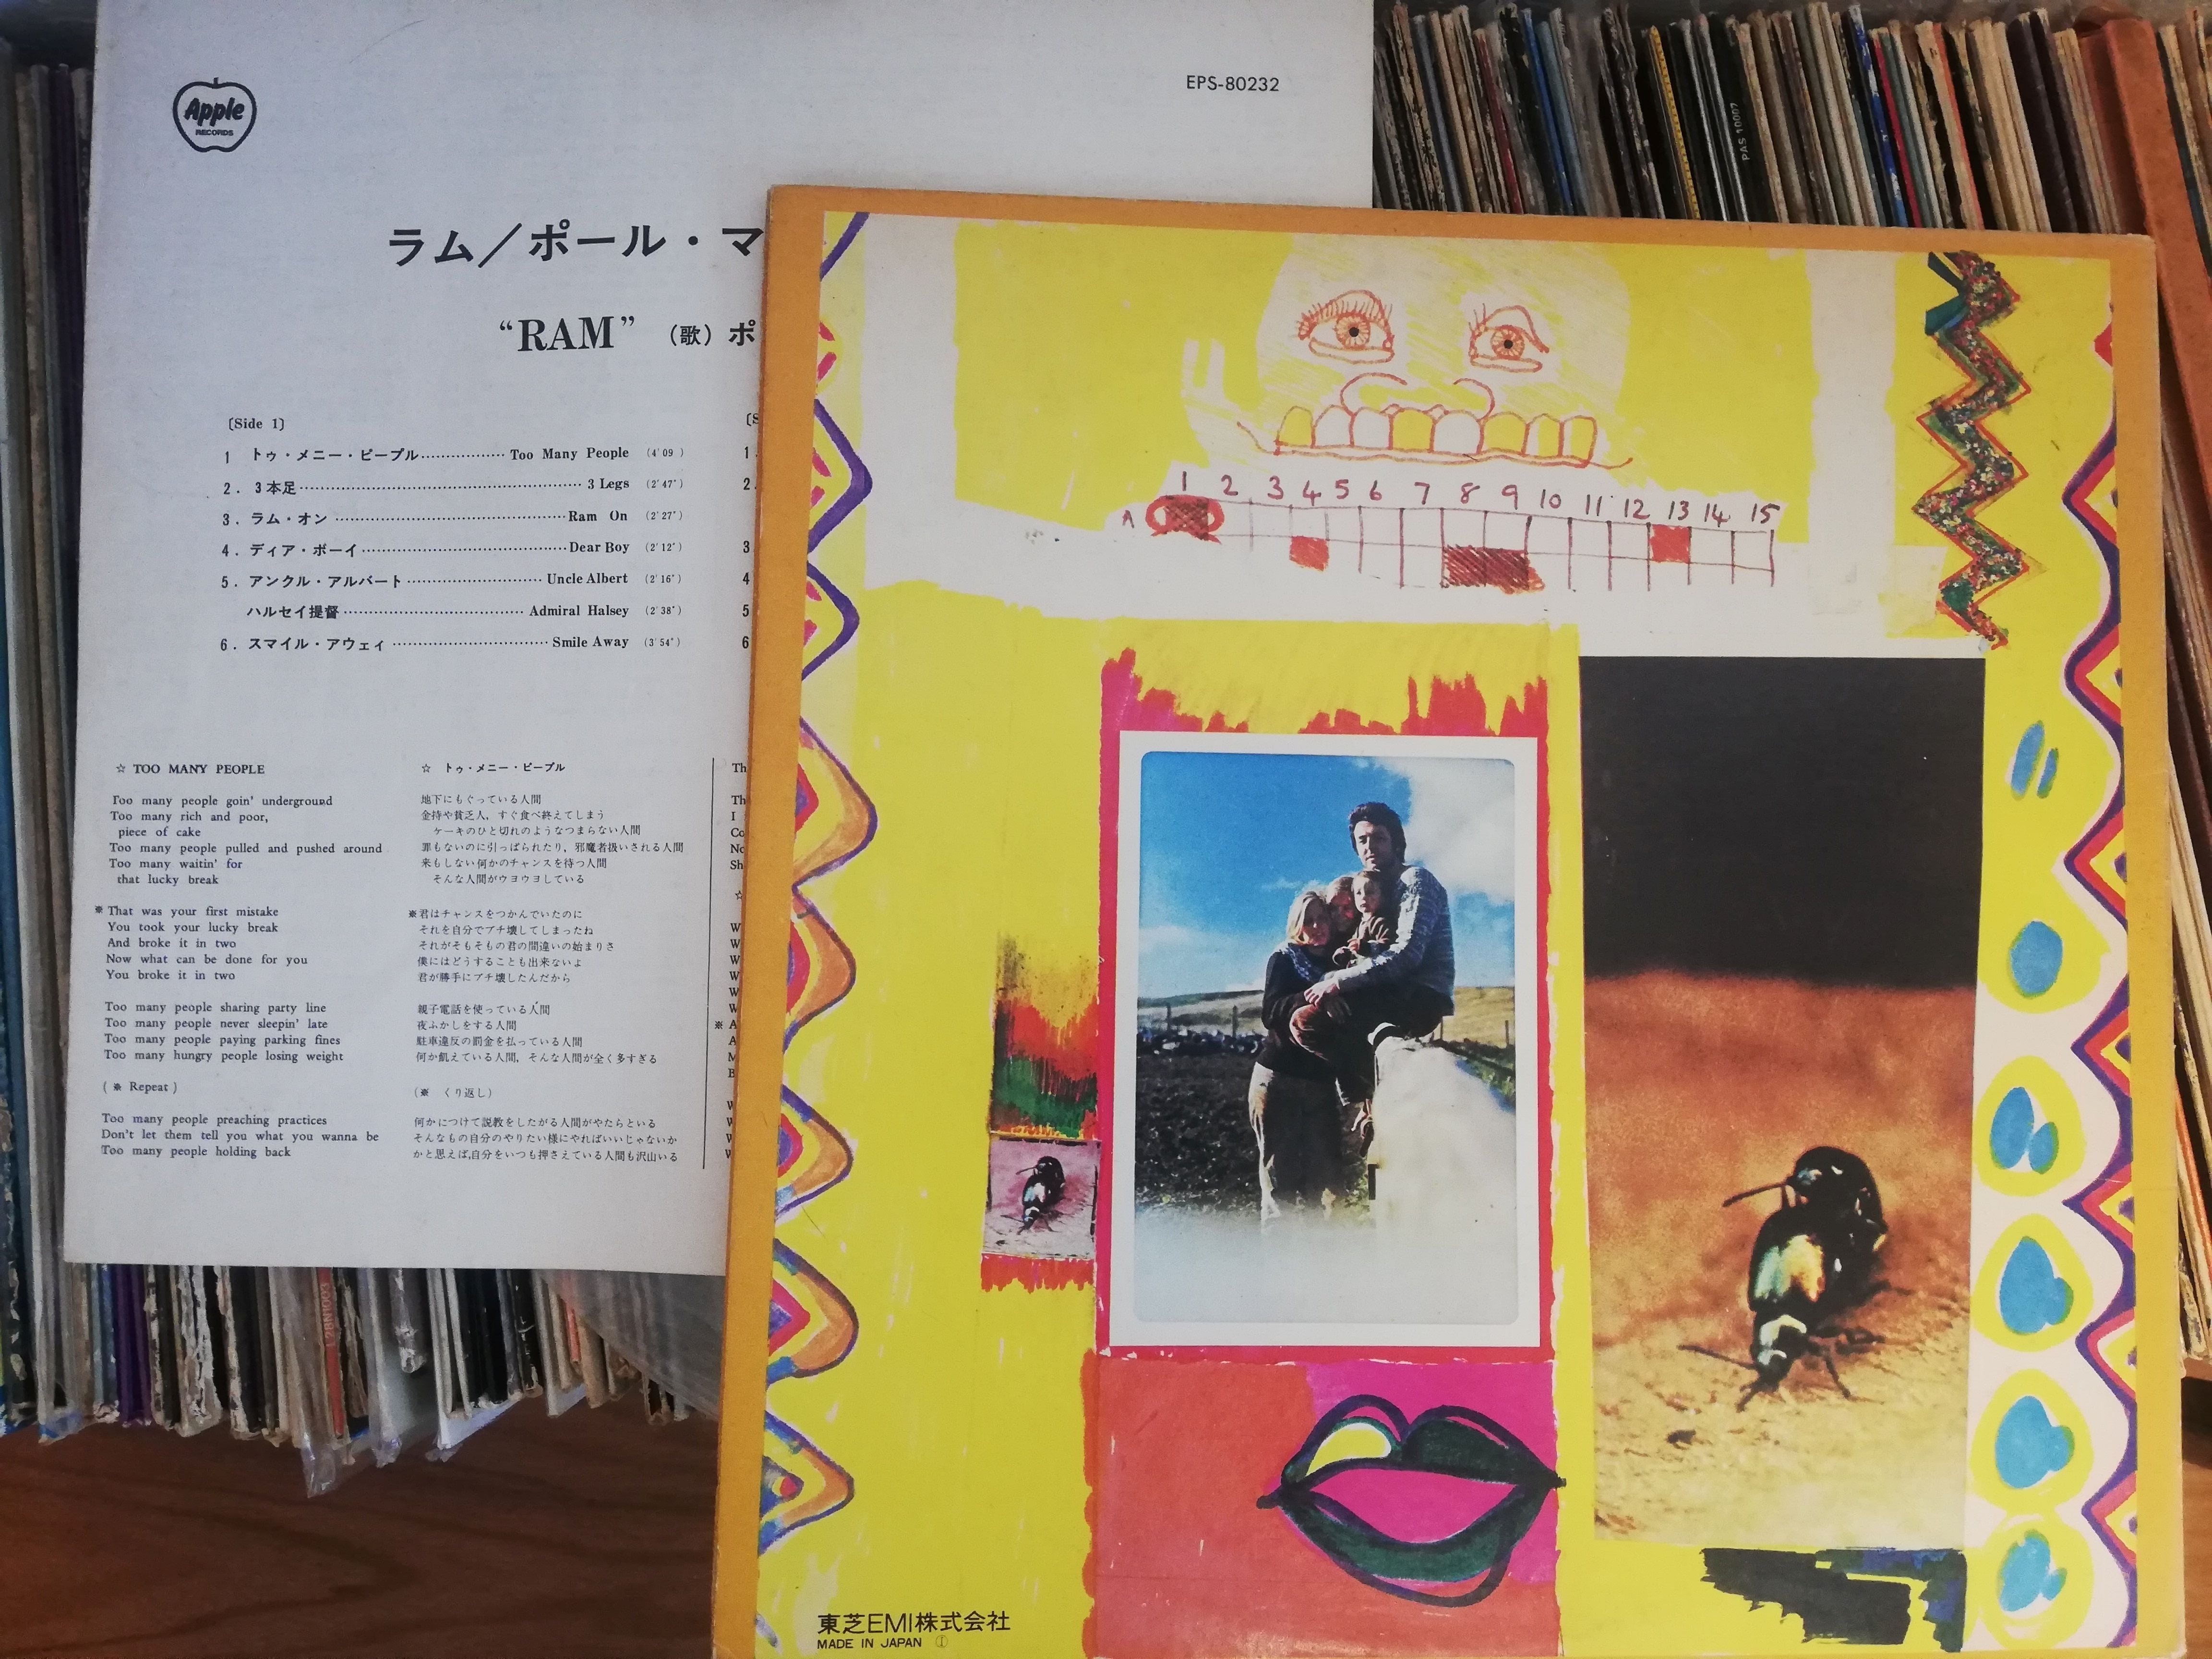 Apple
RECORDS
EPS-80232
ラム／ポール・マ
“RAM” （歌）ポ
〔Side 1〕
1 トゥ・メニー・ピープル……………… Too Many People (4′09 )
2. 3本足……………… 3 Legs (2′47″)
3. ラム・オン ……………… Ram On (2′27″)
4. ディア・ボーイ……………… Dear Boy (2′12″)
5. アンクル・アルバート……………… Uncle Albert (2′16″)
ハルセイ提督……………… Admiral Halsey (2′38″)
6. スマイル・アウェィ ……………… Smile Away (3′54″)
1.
2.
3
4
5
6
☆ TOO MANY PEOPLE
Too many people goin' underground
Too many rich and poor,
piece of cake
Too many people pulled and pushed around
Too many waitin' for
that lucky break
※ That was your first mistake
You took your lucky break
And broke it in two
Now what can be done for you
You broke it in two
Too many people sharing party line
Too many people never sleepin' late
Too many people paying parking fines
Too many hungry people losing weight
( ※ Repeat )
Too many people preaching practices
Don't let them tell you what you wanna be
Too many people holding back
☆ トゥ・メニー・ピープル
地下にもぐっている人間
金持や貧乏人，すぐ食べ終えてしまう
ケーキのひと切れのようなつまらない人間
罪もないのに引っぱられたり，邪魔者扱いされる人間
来もしない何かのチャンスを待つ人間
そんな人間がウヨウヨしている
※君はチャンスをつかんでいたのに
それを自分でブチ壊してしまったね
それがそもそもの君の間違いの始まりさ
僕にはどうすることも出来ないよ
君が勝手にブチ壊したんだから
親子電話を使っている人間
夜ふかしをする人間
駐車違反の罰金を払っている人間
何か飢えている人間，そんな人間が全く多すぎる
(※ くり返し)
何かにつけて説教をしたがる人間がやたらといる
そんなもの自分のやりたい様にやればいいじゃないか
かと思えば,自分をいつも押さえている人間も沢山いる
1 2 3 4 5 6 7 8 9 10 11 12 13 14 15
A
東芝EMI株式会社
MADE IN JAPAN Ⓘ
PAS 10007
28N1003